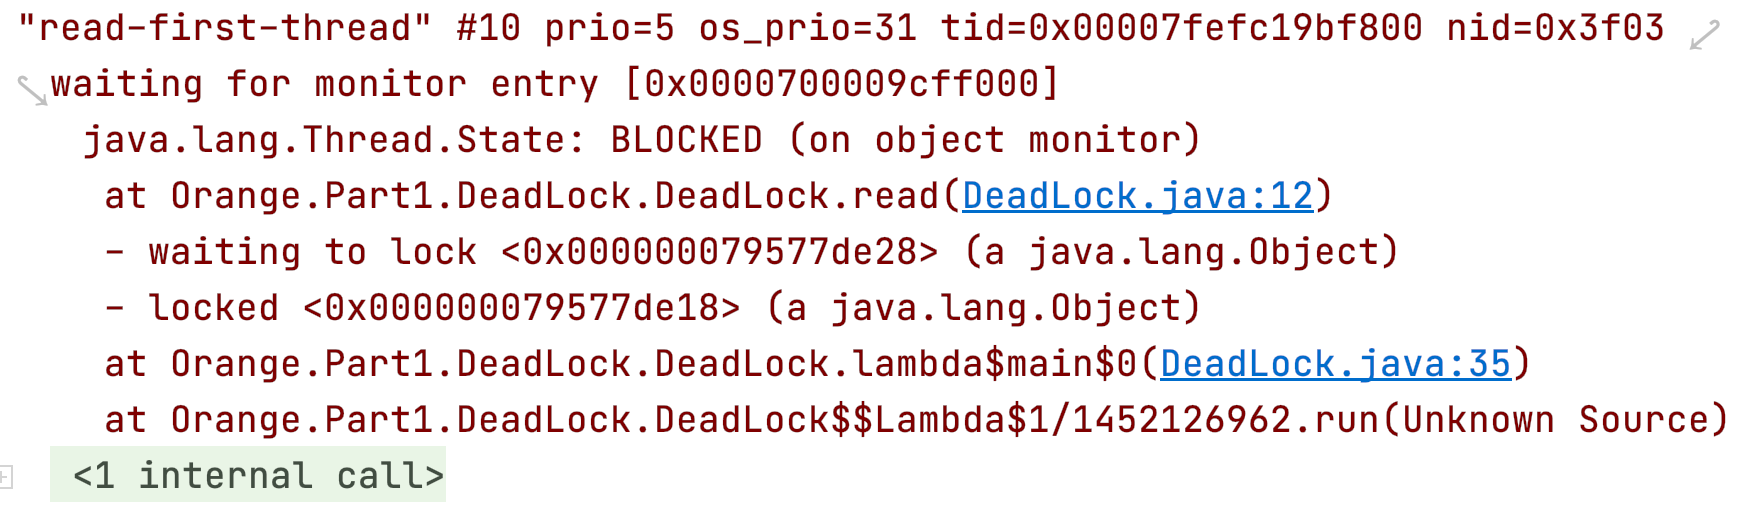 "read-first-thread" #10 prio=5 os_prio=31 tid=0x00007fefc19bf800 nid=0x3f03
waiting for monitor entry [0x0000700009cff000]
java.lang.Thread.State: BLOCKED (on object monitor)
at Orange.Part1.DeadLock.DeadLock.read(DeadLock.java:12)
- waiting to lock <0x000000079577de28> (a java.lang.Object)
- locked <0x000000079577de18> (a java.lang.Object)
at Orange.Part1.DeadLock.DeadLock.lambda$main$0(DeadLock.java:35)
at Orange.Part1.DeadLock.DeadLock$$Lambda$1/1452126962.run(Unknown Source)
<1 internal call>